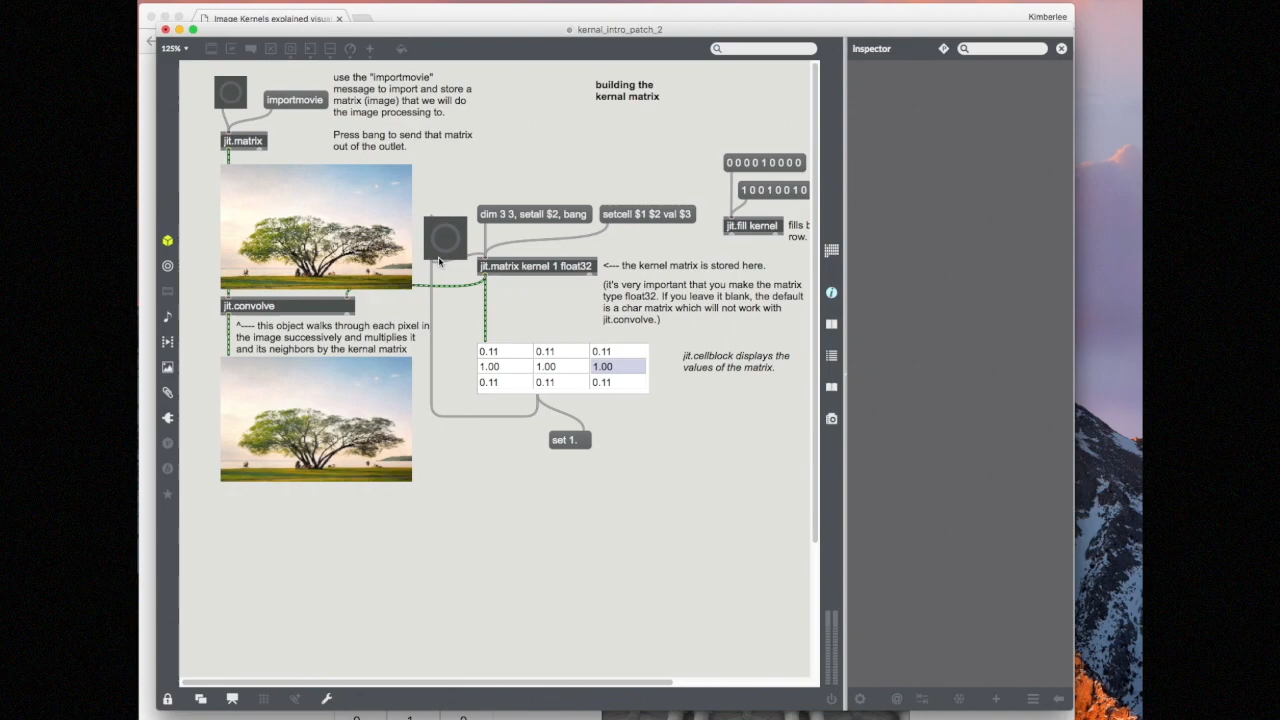 Image Kernels explained visua
Kimberlee
kernal_intro_patch_2
125%
Inspector
use the "importmovie"
message to import and store a
matrix (image) that we will do
the image processing to.
Press bang to send that matrix
out of the outlet.
importmovie
jit.matrix
building the
kernal matrix
0 0 0 0 1 0 0 0 0
1 0 0 1 0 0 1 0
jit.fill kernel
fills b
row.
dim 3 3, setall $2, bang
setcell $1 $2 val $3
jit.matrix kernel 1 float32
<--- the kernel matrix is stored here.
(it's very important that you make the matrix
type float32. If you leave it blank, the default
is a char matrix which will not work with
jit.convolve.)
jit.convolve
^---- this object walks through each pixel in
the image successively and multiplies it
and its neighbors by the kernal matrix
0.11 0.11 0.11
1.00 1.00 1.00
0.11 0.11 0.11
jit.cellblock displays the
values of the matrix.
set 1.
0 1 0